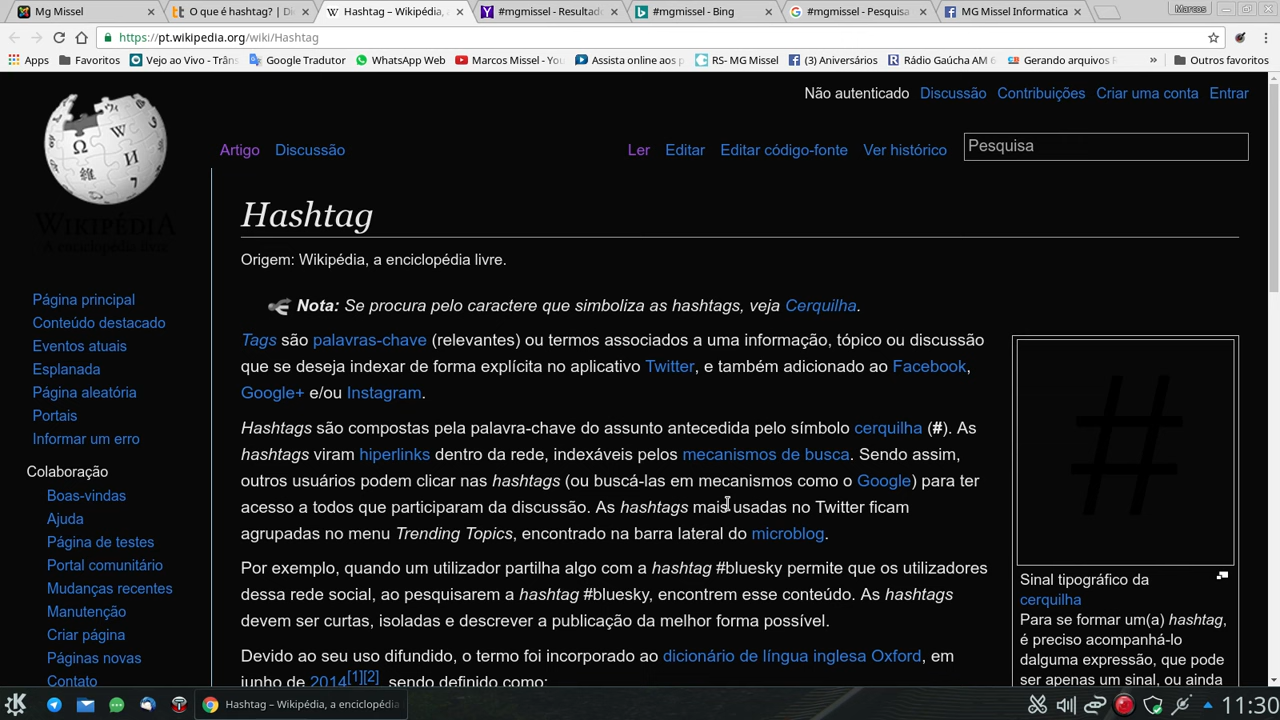 Mg Missel
O que é hashtag? | Di
Hashtag – Wikipédia,
#mgmissel - Resultado
#mgmissel - Bing
#mgmissel - Pesquisa
MG Missel Informatica
Marcos
https://pt.wikipedia.org/wiki/Hashtag
Apps
Favoritos
Vejo ao Vivo - Trâns
Google Tradutor
WhatsApp Web
Marcos Missel - You
Assista online aos p
RS- MG Missel
(3) Aniversários
Rádio Gaúcha AM 6
Gerando arquivos
»
Outros favoritos
Não autenticado Discussão Contribuições Criar uma conta Entrar
Artigo Discussão Ler Editar Editar código-fonte Ver histórico Pesquisa
WIKIPÉDIA
A enciclopédia livre
Página principal
Conteúdo destacado
Eventos atuais
Esplanada
Página aleatória
Portais
Informar um erro
Colaboração
Boas-vindas
Ajuda
Página de testes
Portal comunitário
Mudanças recentes
Manutenção
Criar página
Páginas novas
Contato
Hashtag
Origem: Wikipédia, a enciclopédia livre.
Nota: Se procura pelo caractere que simboliza as hashtags, veja Cerquilha.
Tags são palavras-chave (relevantes) ou termos associados a uma informação, tópico ou discussão
que se deseja indexar de forma explícita no aplicativo Twitter, e também adicionado ao Facebook,
Google+ e/ou Instagram.
Hashtags são compostas pela palavra-chave do assunto antecedida pelo símbolo cerquilha (#). As
hashtags viram hiperlinks dentro da rede, indexáveis pelos mecanismos de busca. Sendo assim,
outros usuários podem clicar nas hashtags (ou buscá-las em mecanismos como o Google) para ter
acesso a todos que participaram da discussão. As hashtags mais usadas no Twitter ficam
agrupadas no menu Trending Topics, encontrado na barra lateral do microblog.
Por exemplo, quando um utilizador partilha algo com a hashtag #bluesky permite que os utilizadores
dessa rede social, ao pesquisarem a hashtag #bluesky, encontrem esse conteúdo. As hashtags
devem ser curtas, isoladas e descrever a publicação da melhor forma possível.
Devido ao seu uso difundido, o termo foi incorporado ao dicionário de língua inglesa Oxford, em
junho de 2014[1][2] sendo definido como:
#
Sinal tipográfico da
cerquilha
Para se formar um(a) hashtag,
é preciso acompanhá-lo
dalguma expressão, que pode
ser apenas um sinal, ou ainda
Hashtag – Wikipédia, a enciclopédia
11:30